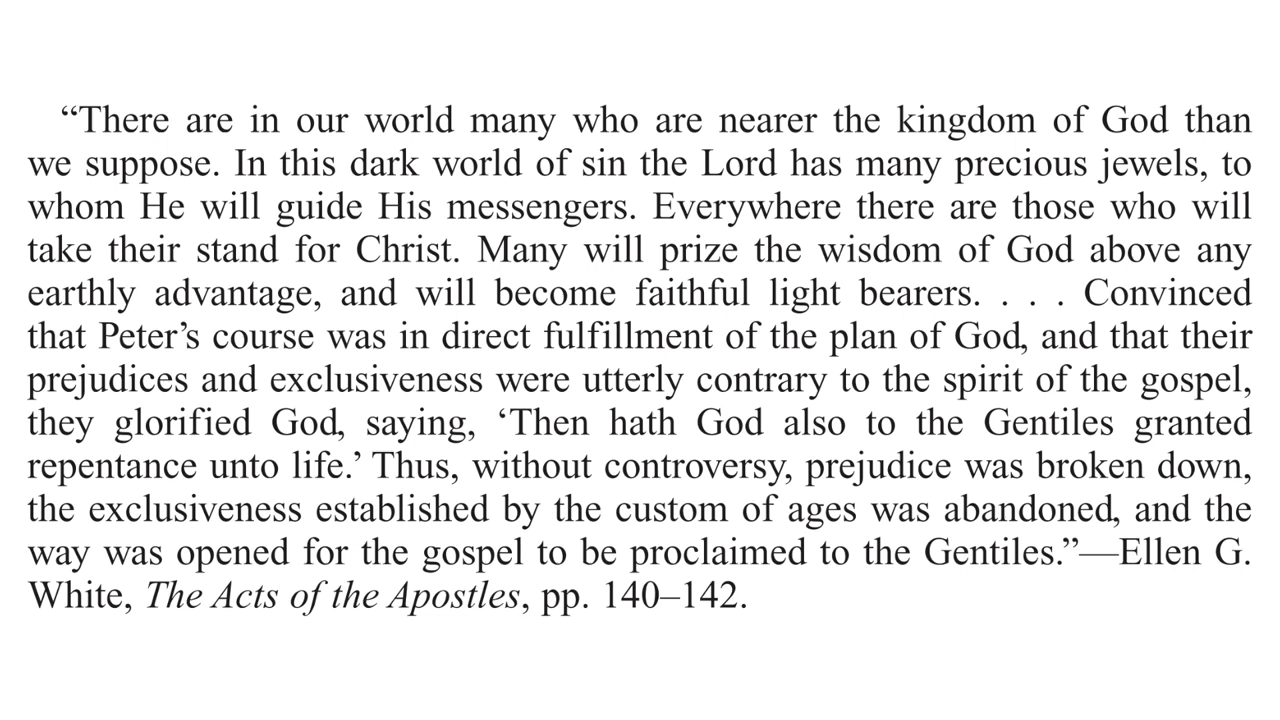 “There are in our world many who are nearer the kingdom of God than
we suppose. In this dark world of sin the Lord has many precious jewels, to
whom He will guide His messengers. Everywhere there are those who will
take their stand for Christ. Many will prize the wisdom of God above any
earthly advantage, and will become faithful light bearers. . . . Convinced
that Peter’s course was in direct fulfillment of the plan of God, and that their
prejudices and exclusiveness were utterly contrary to the spirit of the gospel,
they glorified God, saying, ‘Then hath God also to the Gentiles granted
repentance unto life.’ Thus, without controversy, prejudice was broken down,
the exclusiveness established by the custom of ages was abandoned, and the
way was opened for the gospel to be proclaimed to the Gentiles.”—Ellen G.
White, The Acts of the Apostles, pp. 140–142.